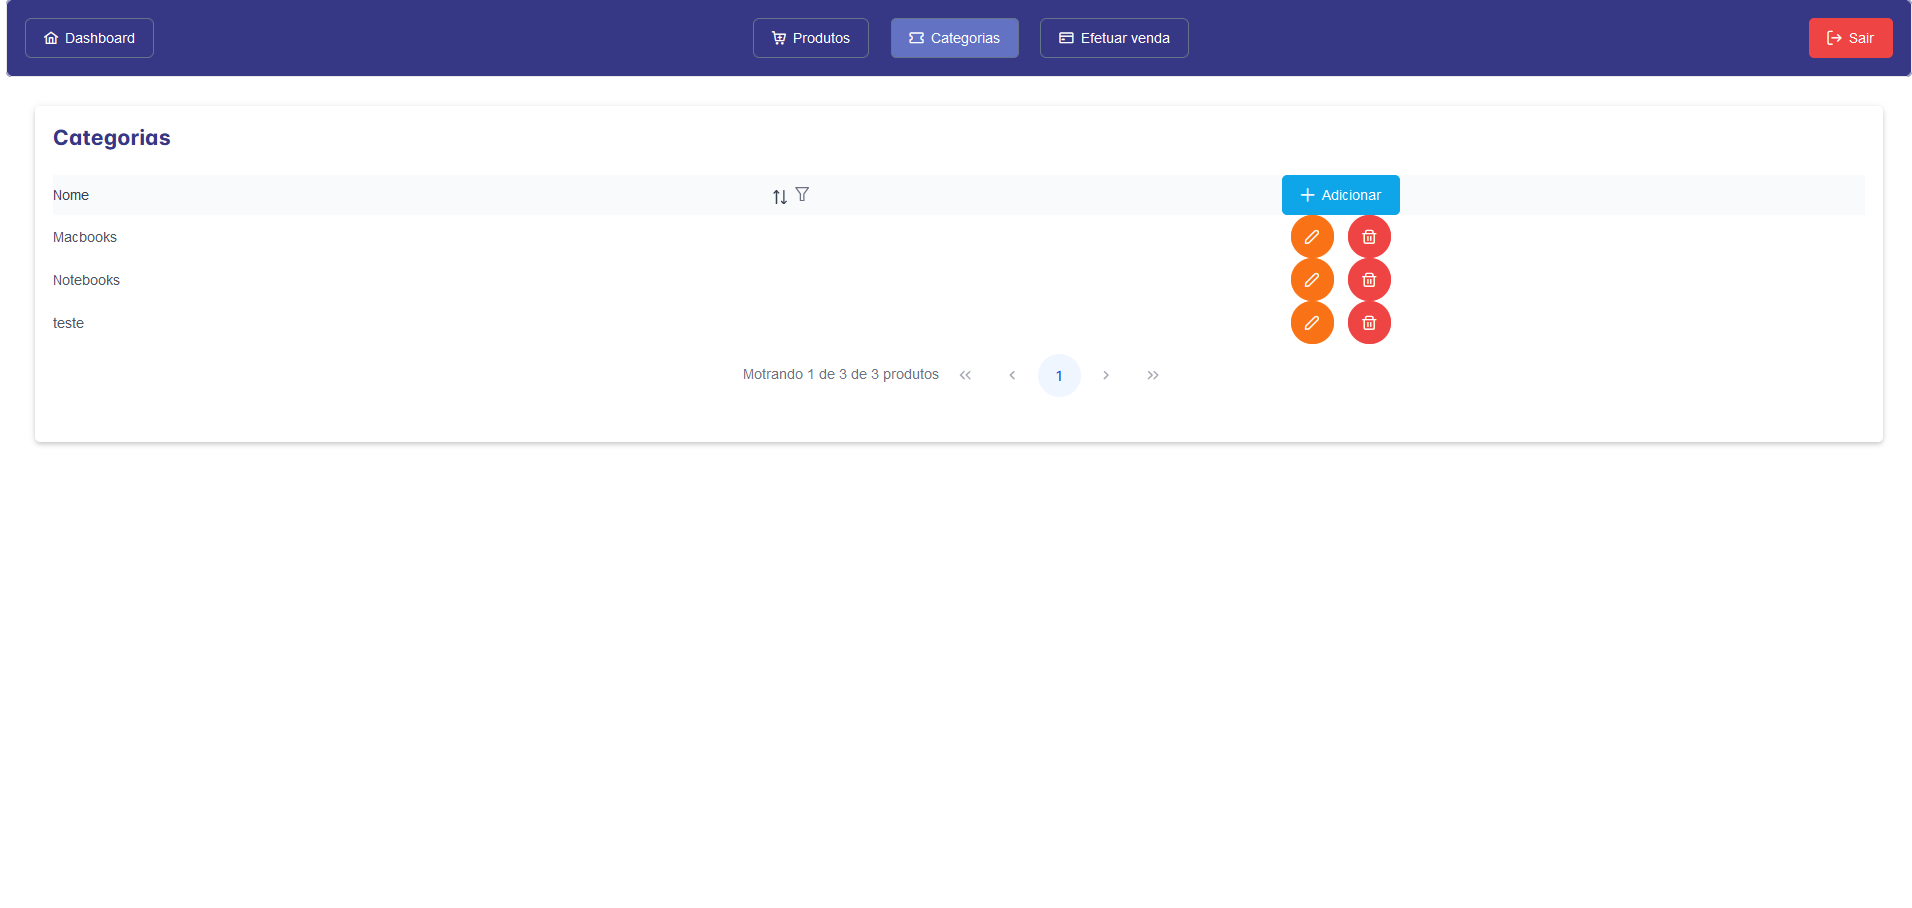 Dashboard
Produtos
Categorias
Efetuar venda
Sair
Categorias
Nome
Adicionar
Macbooks
Notebooks
teste
Motrando 1 de 3 de 3 produtos
1